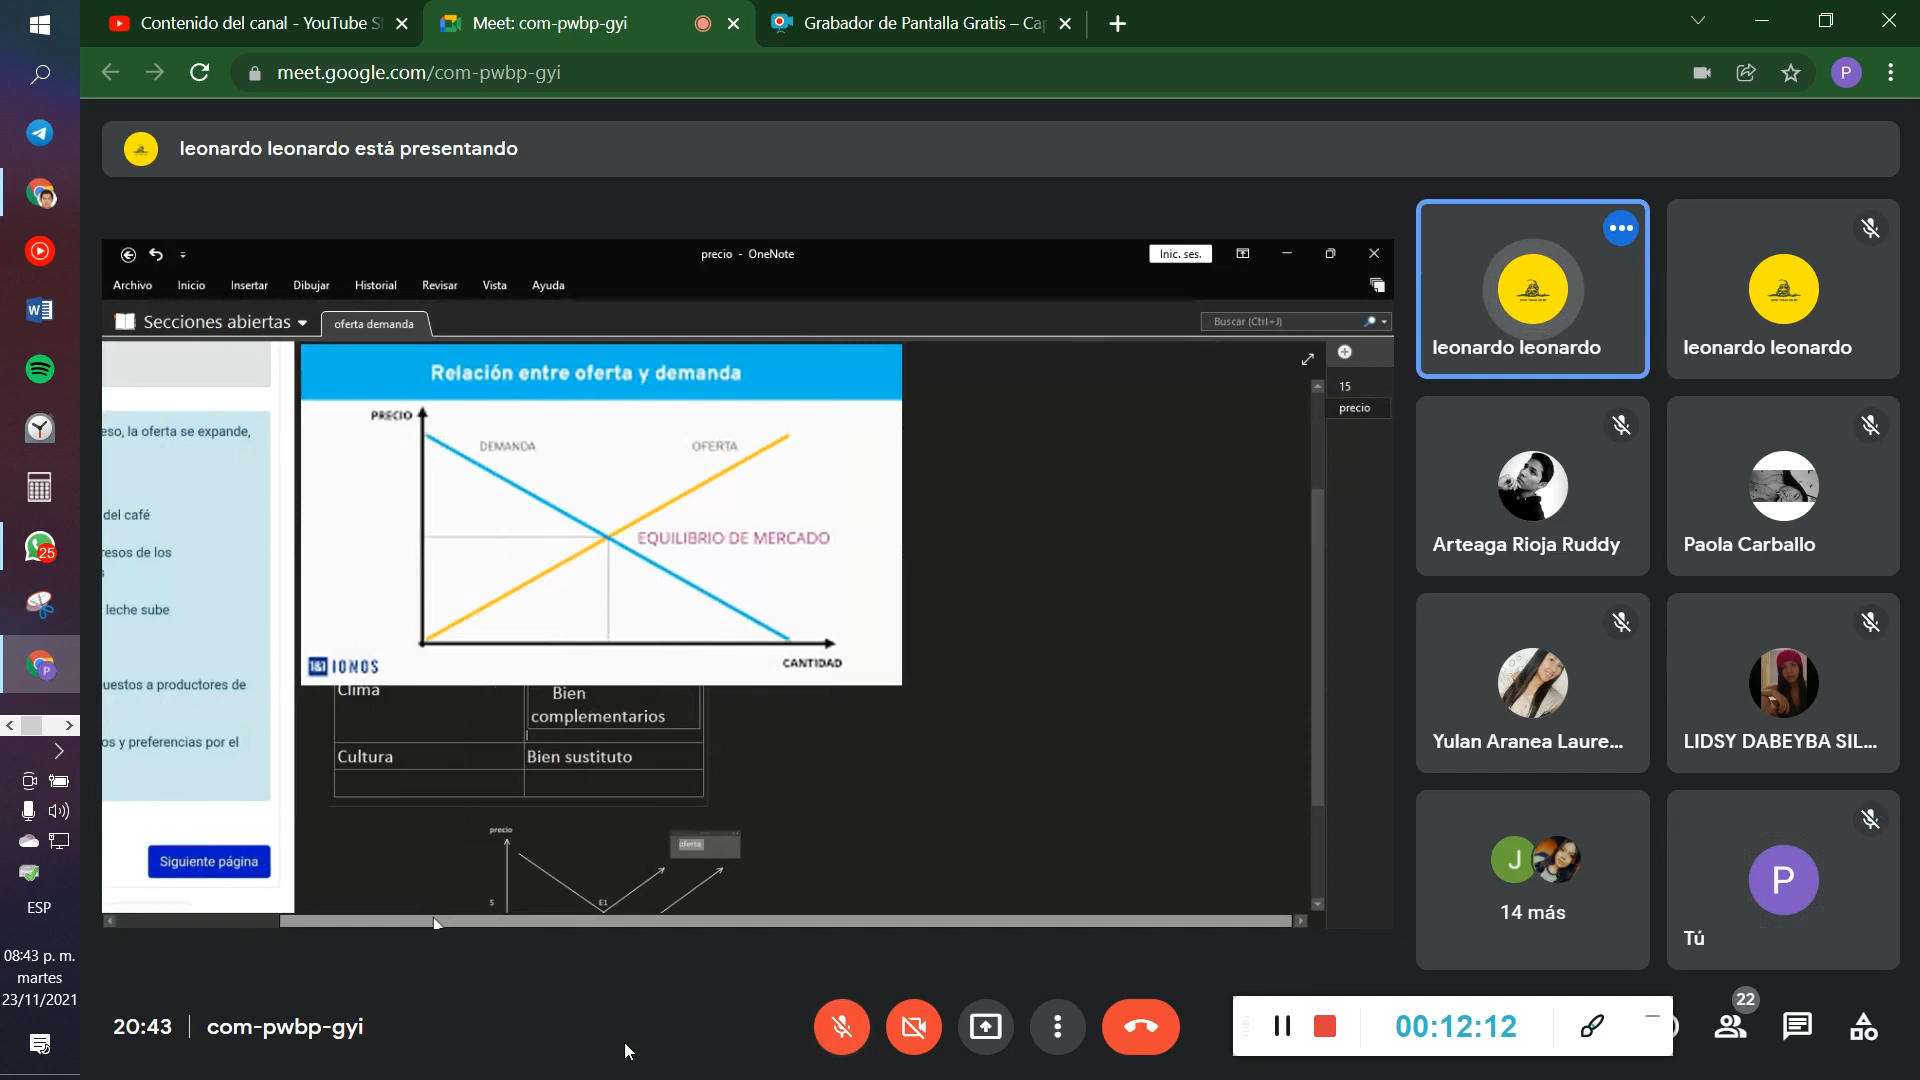 Contenido del canal - YouTube S
Meet: com-pwbp-gyi
Grabador de Pantalla Gratis – Ca
meet.google.com/com-pwbp-gyi
P
leonardo leonardo está presentando
precio - OneNote
Inic. ses.
Archivo
Inicio
Insertar
Dibujar
Historial
Revisar
Vista
Ayuda
Secciones abiertas
oferta demanda
Buscar (Ctrl+J)
15
precio
eso, la oferta se expande,
del café
resos de los
leche sube
uestos a productores de
os y preferencias por el
Siguiente página
Relación entre oferta y demanda
PRECIO
DEMANDA
OFERTA
EQUILIBRIO DE MERCADO
CANTIDAD
1&1 IONOS
Clima
Bien
complementarios
Cultura
Bien sustituto
precio
oferta
S
E1
leonardo leonardo
leonardo leonardo
Arteaga Rioja Ruddy
Paola Carballo
Yulan Aranea Laure...
LIDSY DABEYBA SIL...
J
14 más
P
Tú
25
P
ESP
08:43 p. m.
martes
23/11/2021
20:43
com-pwbp-gyi
00:12:12
22